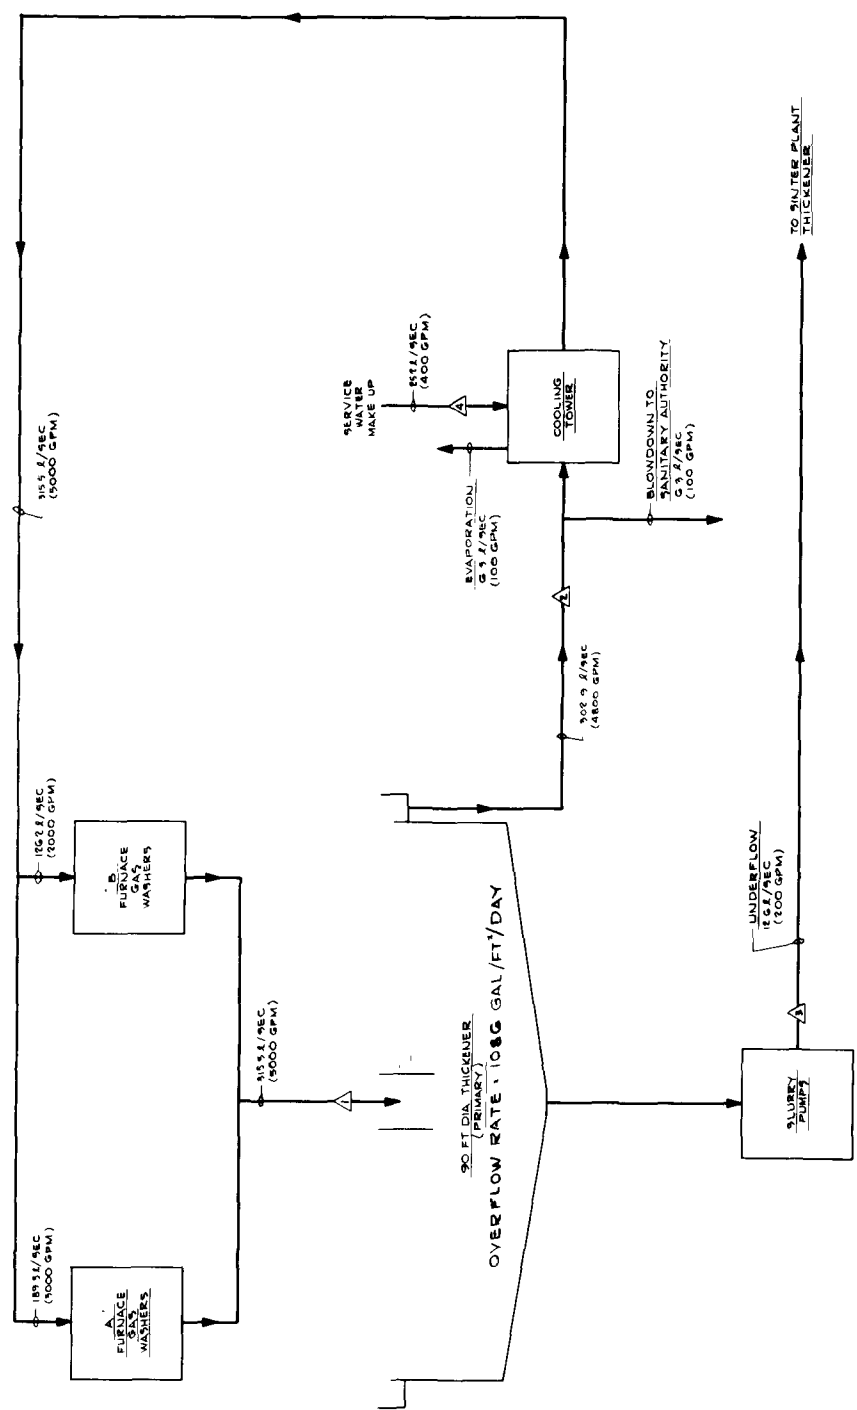 315 5 ℓ/SEC
(5000 GPM)
189 3 ℓ/SEC
(3000 GPM)
126 2 ℓ/SEC
(2000 GPM)
A
FURNACE
GAS
WASHERS
B
FURNACE
GAS
WASHERS
315 5 ℓ/SEC
(5000 GPM)
1
SERVICE
WATER
MAKE UP
25 2 ℓ/SEC
(400 GPM)
4
EVAPORATION
6 3 ℓ/SEC
(100 GPM)
COOLING
TOWER
90 FT DIA THICKENER
(PRIMARY)
OVERFLOW RATE = 1086 GAL/FT²/DAY
2
302 9 ℓ/SEC
(4800 GPM)
BLOWDOWN TO
SANITARY AUTHORITY
6 3 ℓ/SEC
(100 GPM)
UNDERFLOW
12 6 ℓ/SEC
(200 GPM)
3
SLURRY
PUMPS
TO SINTER PLANT
THICKENER